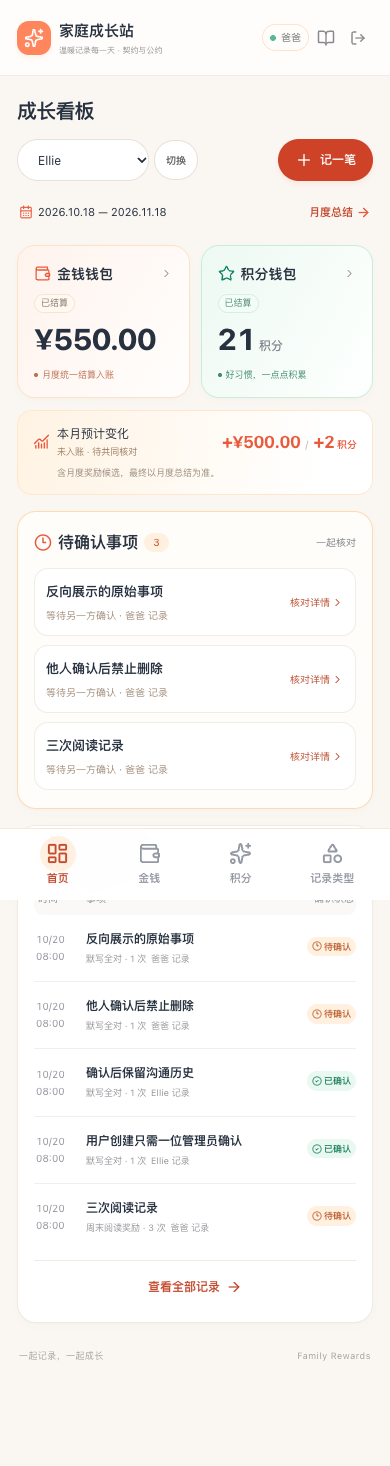 家庭成长站
温暖记录每一天 · 契约与公约
爸爸
成长看板
Ellie
切换
记一笔
2026.10.18 — 2026.11.18
月度总结
金钱钱包
已结算
¥550.00
月度统一结算入账
积分钱包
已结算
21 积分
好习惯，一点点积累
本月预计变化
未入账 · 待共同核对
+¥500.00 / +2 积分
含月度奖励候选，最终以月度总结为准。
待确认事项 3
一起核对
反向展示的原始事项
等待另一方确认 · 爸爸 记录
核对详情
他人确认后禁止删除
等待另一方确认 · 爸爸 记录
核对详情
三次阅读记录
等待另一方确认 · 爸爸 记录
核对详情
首页
金钱
积分
记录类型
10/20
08:00
反向展示的原始事项
默写全对 · 1 次 爸爸 记录
待确认
10/20
08:00
他人确认后禁止删除
默写全对 · 1 次 爸爸 记录
待确认
10/20
08:00
确认后保留沟通历史
默写全对 · 1 次 Ellie 记录
已确认
10/20
08:00
用户创建只需一位管理员确认
默写全对 · 1 次 Ellie 记录
已确认
10/20
08:00
三次阅读记录
周末阅读奖励 · 3 次 爸爸 记录
待确认
查看全部记录
一起记录，一起成长
Family Rewards